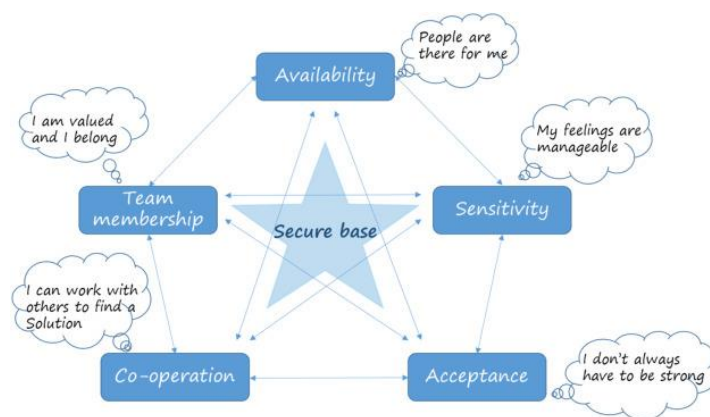 People are
there for me
Availability
I am valued
and I belong
My feelings are
manageable
Team
membership
Sensitivity
Secure base
I can work with
others to find a
Solution
I don't always
have to be strong
Co-operation
Acceptance